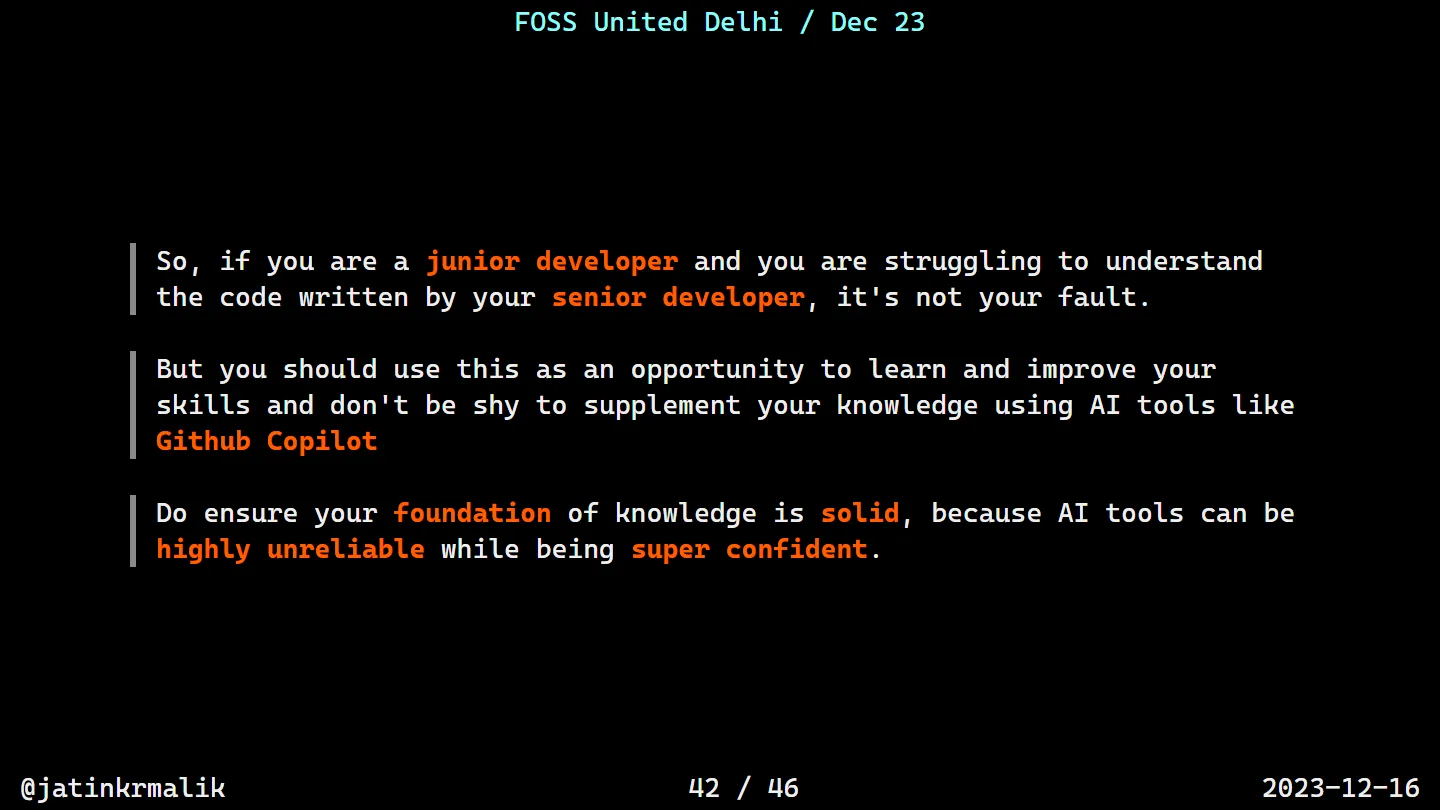 FOSS United Delhi / Dec 23
So, if you are a junior developer and you are struggling to understand
the code written by your senior developer, it's not your fault.
But you should use this as an opportunity to learn and improve your
skills and don't be shy to supplement your knowledge using AI tools like
Github Copilot
Do ensure your foundation of knowledge is solid, because AI tools can be
highly unreliable while being super confident.
@jatinkrmalik
42 / 46
2023-12-16